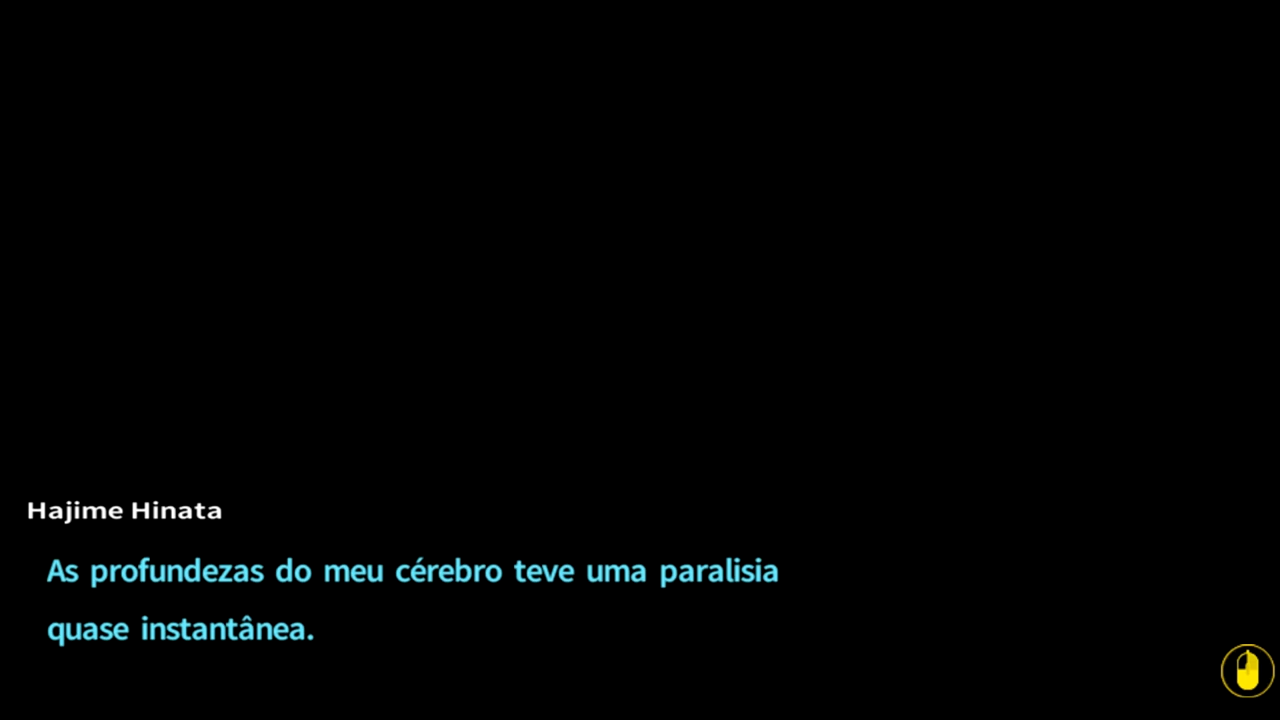 Hajime Hinata
As profundezas do meu cérebro teve uma paralisia
quase instantânea.